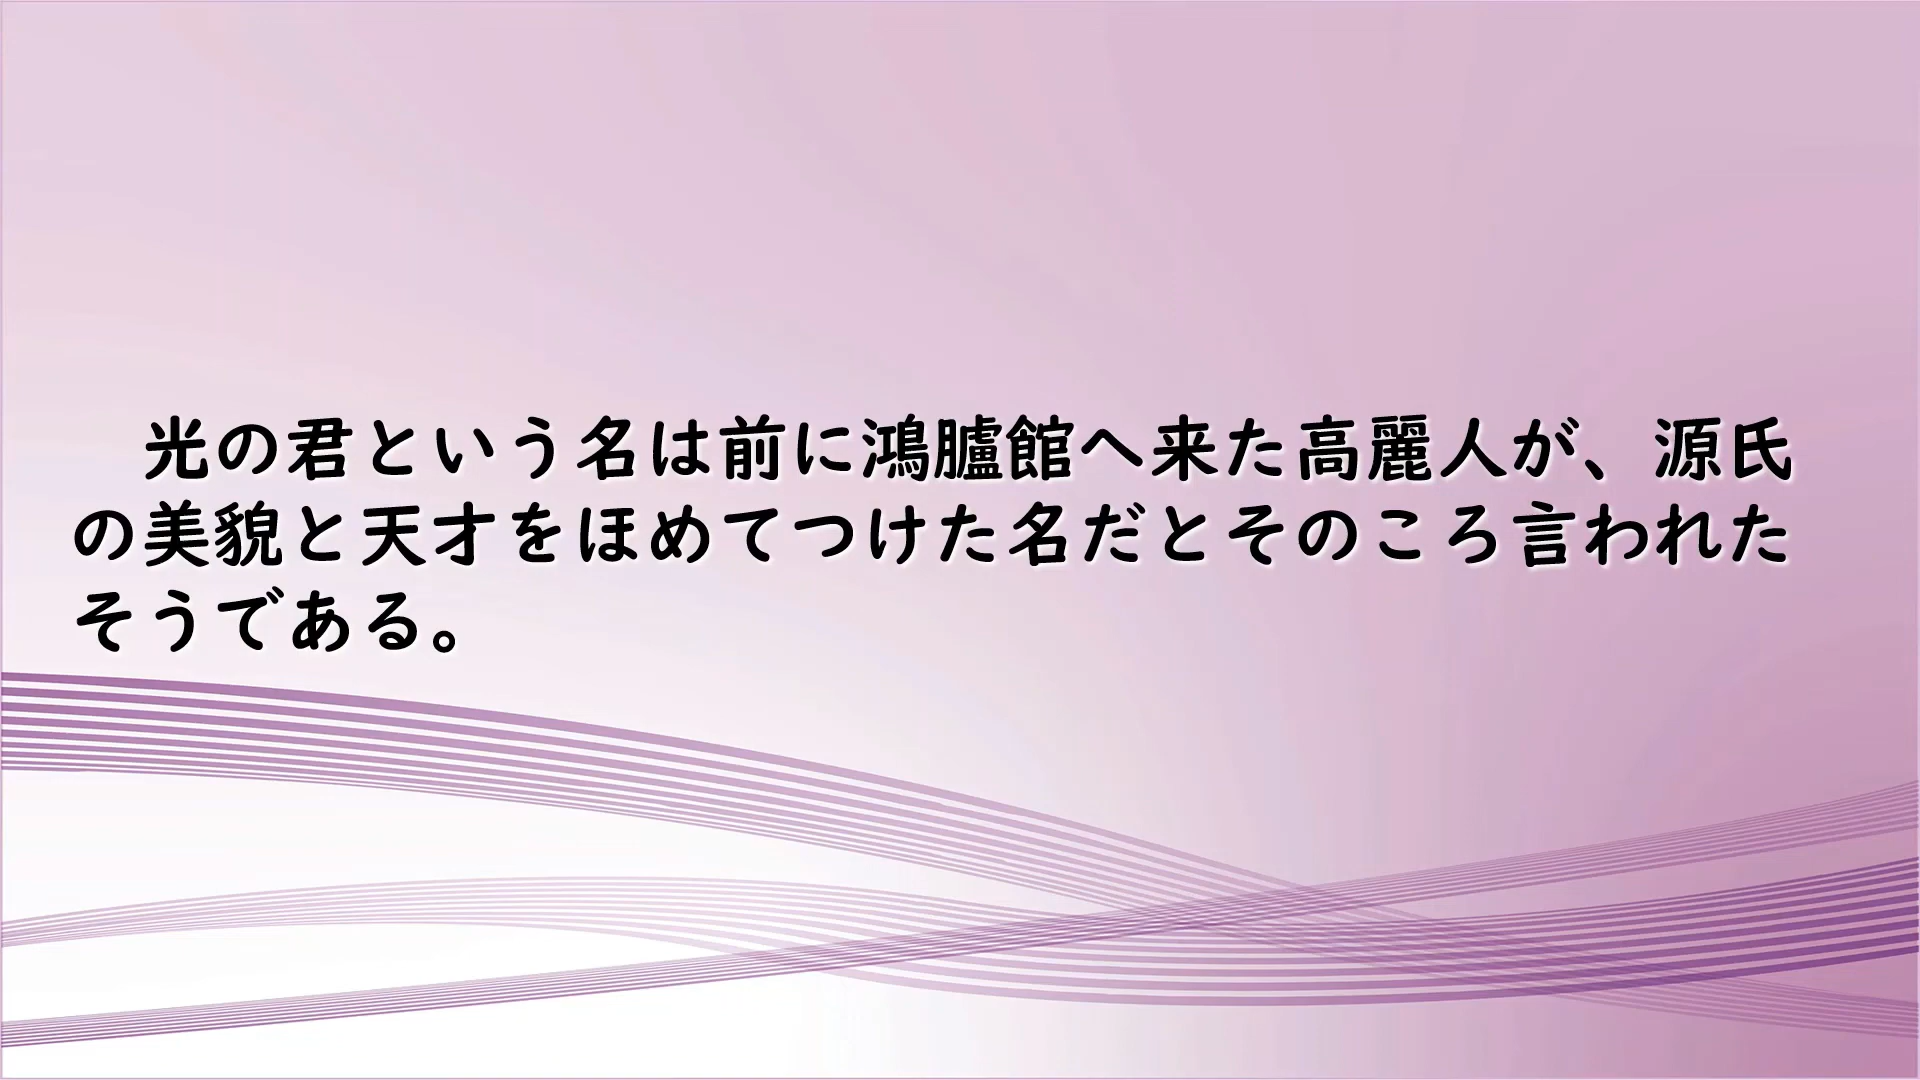 光の君という名は前に鴻臚館へ来た高麗人が、源氏
の美貌と天才をほめてつけた名だとそのころ言われた
そうである。